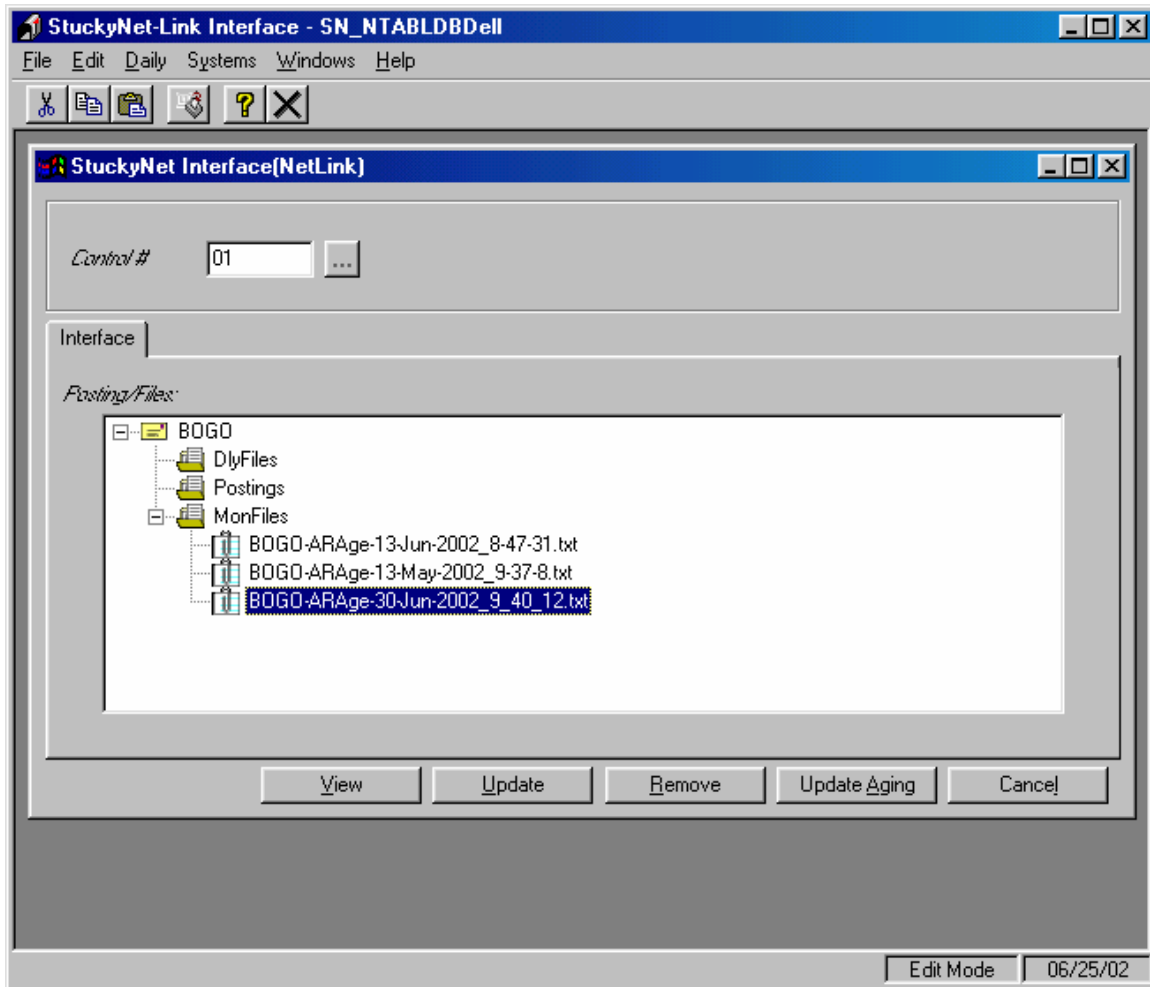 StuckyNet-Link Interface - SN_NTABLDBDell
File Edit Daily Systems Windows Help
StuckyNet Interface(NetLink)
Control # 01 ...
Interface
Posting/Files:
BOGO
DlyFiles
Postings
MonFiles
BOGO-ARAge-13-Jun-2002_8-47-31.txt
BOGO-ARAge-13-May-2002_9-37-8.txt
BOGO-ARAge-30-Jun-2002_9_40_12.txt
View Update Remove Update Aging Cancel
Edit Mode 06/25/02